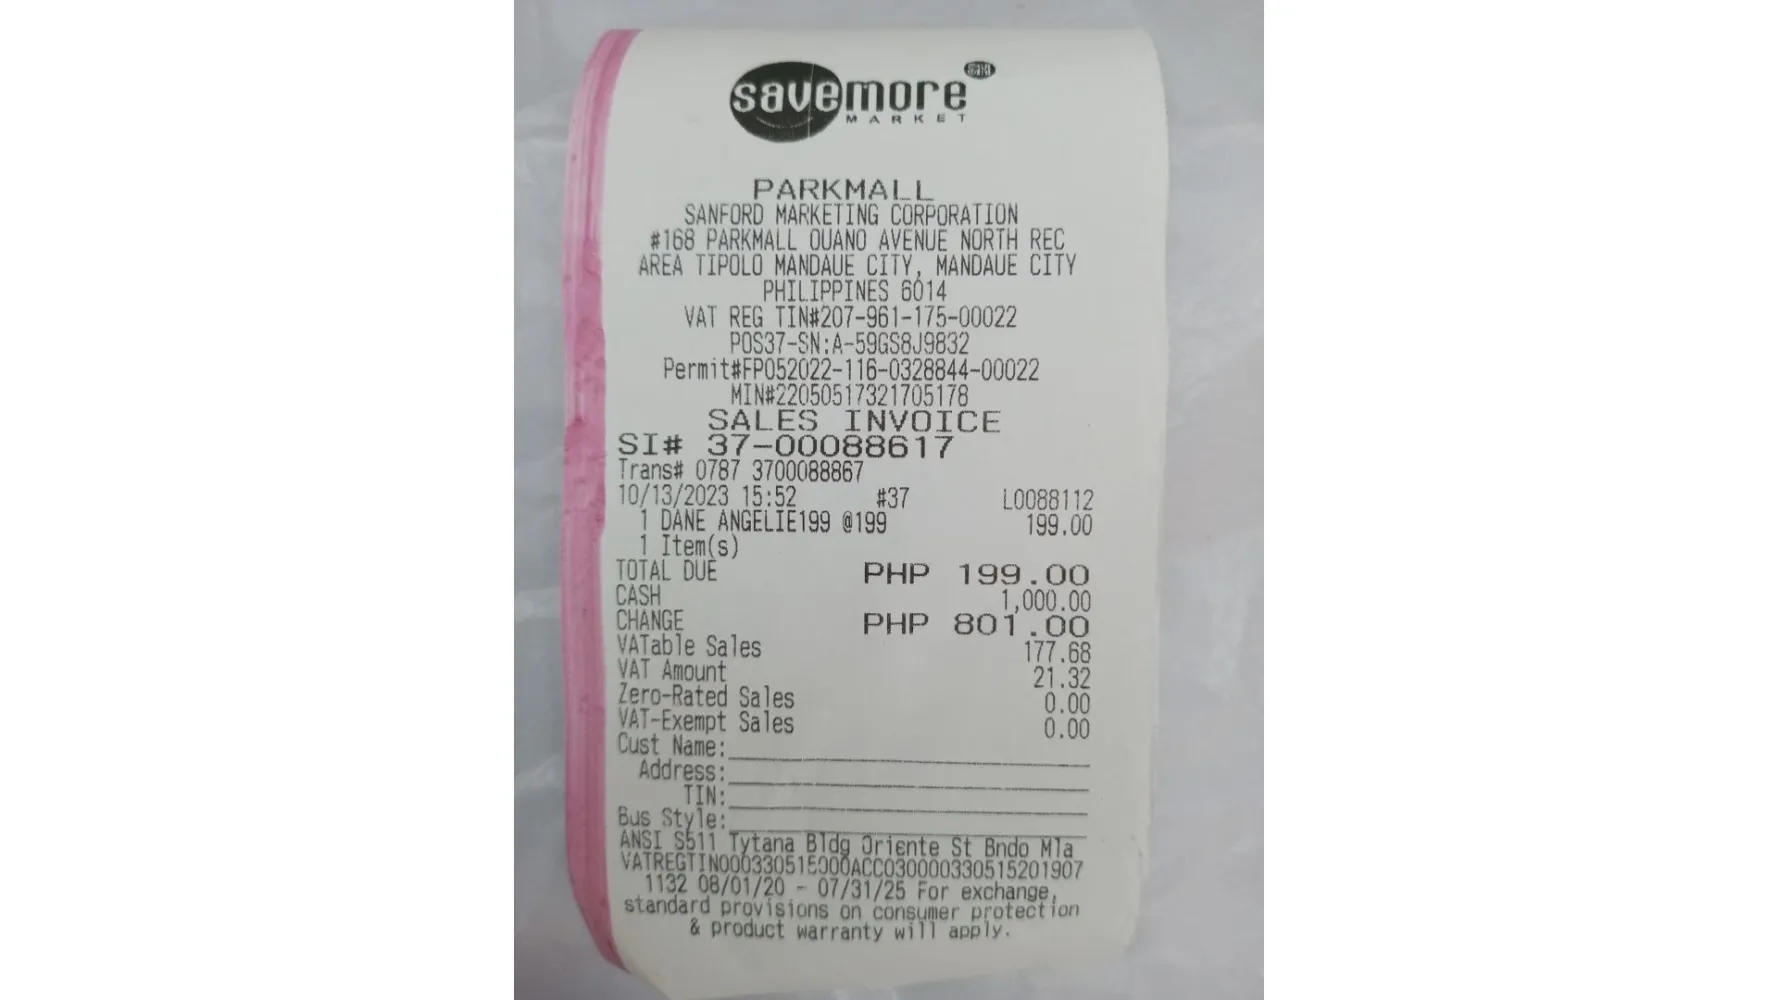 savemore SM
MARKET
PARKMALL
SANFORD MARKETING CORPORATION
#168 PARKMALL OUANO AVENUE NORTH REC
AREA TIPOLO MANDAUE CITY, MANDAUE CITY
PHILIPPINES 6014
VAT REG TIN#207-961-175-00022
POS37-SN:A-59GS8J9832
Permit#FP052022-116-0328844-00022
MIN#22050517321705178
SALES INVOICE
SI# 37-00088617
Trans# 0787 3700088867
10/13/2023 15:52 #37 L0088112
1 DANE ANGELIE199 @199 199.00
1 Item(s)
TOTAL DUE PHP 199.00
CASH 1,000.00
CHANGE PHP 801.00
VATable Sales 177.68
VAT Amount 21.32
Zero-Rated Sales 0.00
VAT-Exempt Sales 0.00
Cust Name:
Address:
TIN:
Bus Style:
ANSI S511 Tytana Bldg Oriente St Bndo Mla
VATREGTIN000330515000ACC030000330515201907
1132 08/01/20 - 07/31/25 For exchange,
standard provisions on consumer protection
& product warranty will apply.